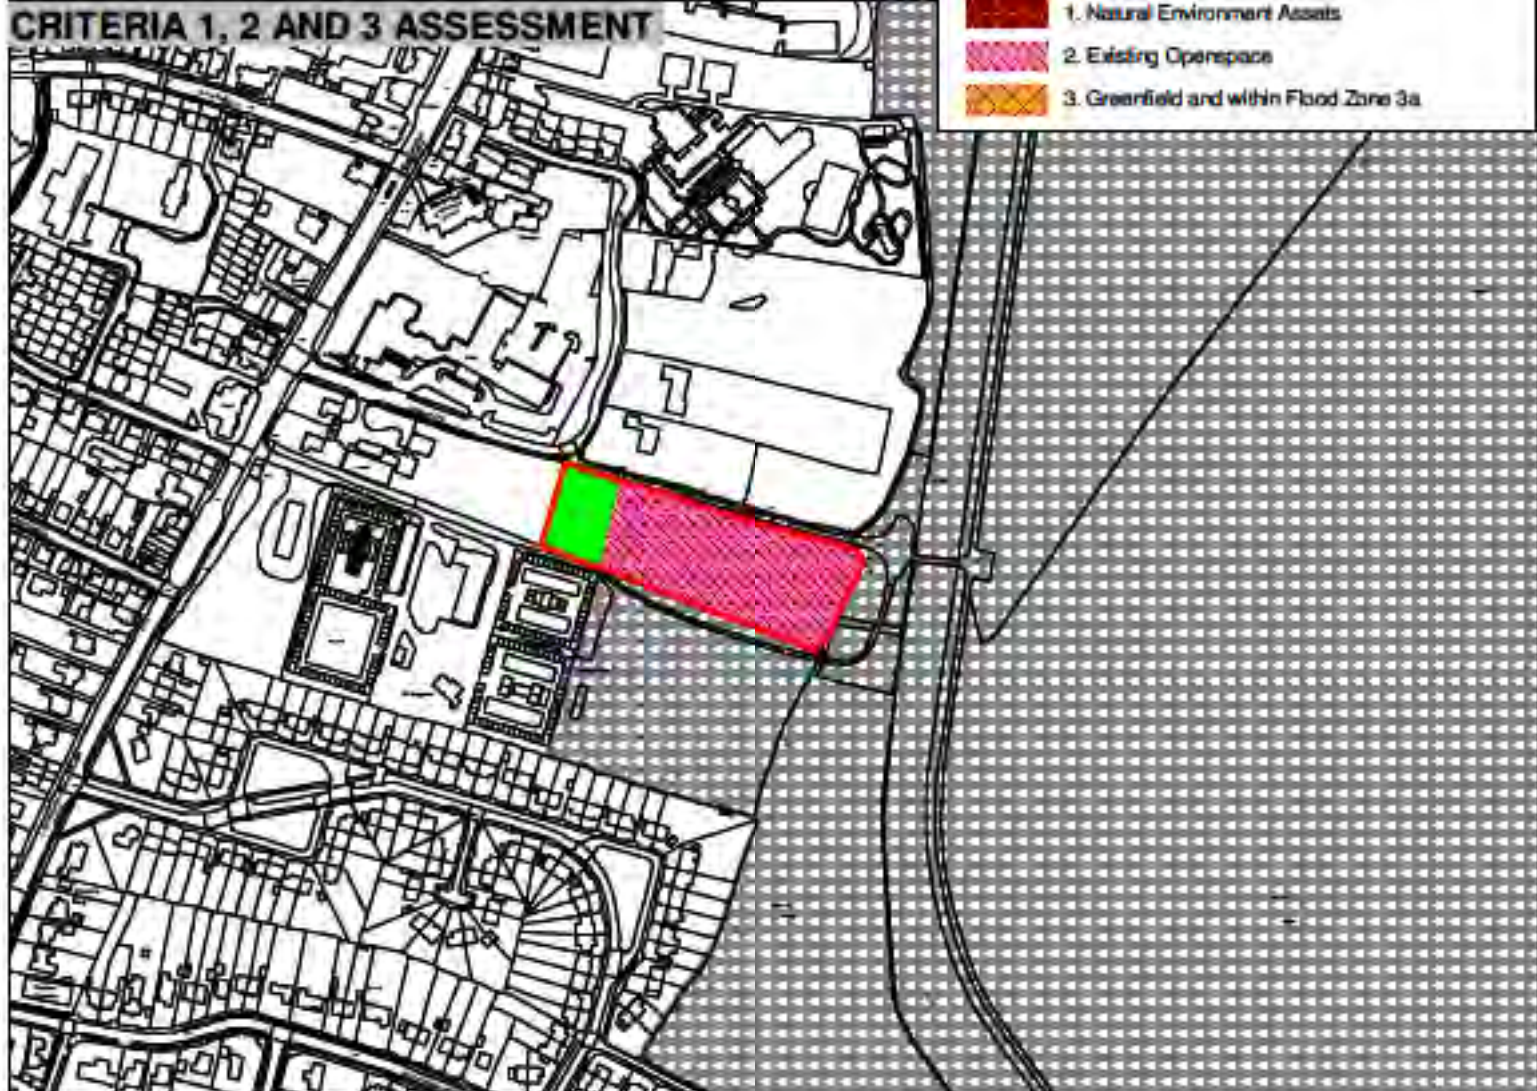 CRITERIA 1, 2 AND 3 ASSESSMENT
1. Natural Environment Assets
2. Existing Openspace
3. Greenfield and within Flood Zone 3a